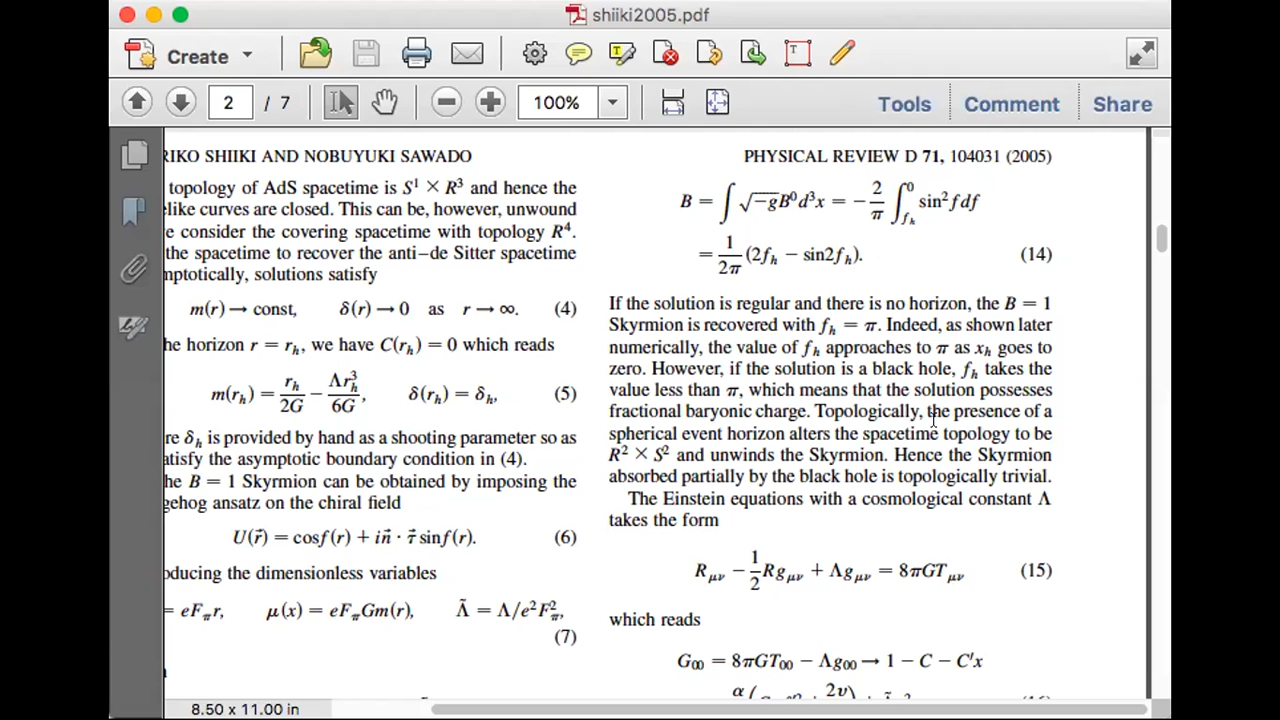 shiiki2005.pdf
Create
2 / 7
100%
Tools
Comment
Share
RIKO SHIIKI AND NOBUYUKI SAWADO
topology of AdS spacetime is S¹ × R³ and hence the
like curves are closed. This can be, however, unwound
e consider the covering spacetime with topology R⁴.
the spacetime to recover the anti–de Sitter spacetime
mptotically, solutions satisfy
m(r) → const, δ(r) → 0 as r → ∞. (4)
he horizon r = r_h, we have C(r_h) = 0 which reads
m(r_h) = r_h/2G − Λr_h³/6G, δ(r_h) = δ_h, (5)
re δ_h is provided by hand as a shooting parameter so as
atisfy the asymptotic boundary condition in (4).
he B = 1 Skyrmion can be obtained by imposing the
gehog ansatz on the chiral field
U(r⃗) = cosf(r) + in⃗ · τ⃗ sinf(r). (6)
oducing the dimensionless variables
= eF_π r, μ(x) = eF_π Gm(r), Λ̃ = Λ/e²F_π²,
(7)
PHYSICAL REVIEW D 71, 104031 (2005)
B = ∫ √−g B⁰d³x = −2/π ∫_{f_h}^0 sin²fdf
= 1/2π (2f_h − sin2f_h). (14)
If the solution is regular and there is no horizon, the B = 1
Skyrmion is recovered with f_h = π. Indeed, as shown later
numerically, the value of f_h approaches to π as x_h goes to
zero. However, if the solution is a black hole, f_h takes the
value less than π, which means that the solution possesses
fractional baryonic charge. Topologically, the presence of a
spherical event horizon alters the spacetime topology to be
R² × S² and unwinds the Skyrmion. Hence the Skyrmion
absorbed partially by the black hole is topologically trivial.
The Einstein equations with a cosmological constant Λ
takes the form
R_μν − 1/2 Rg_μν + Λg_μν = 8πGT_μν (15)
which reads
G₀₀ = 8πGT₀₀ − Λg₀₀ → 1 − C − C′x
8.50 x 11.00 in